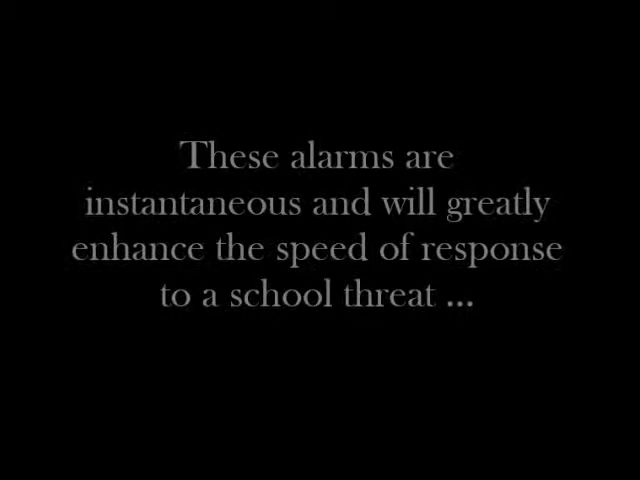 These alarms are
instantaneous and will greatly
enhance the speed of response
to a school threat ...